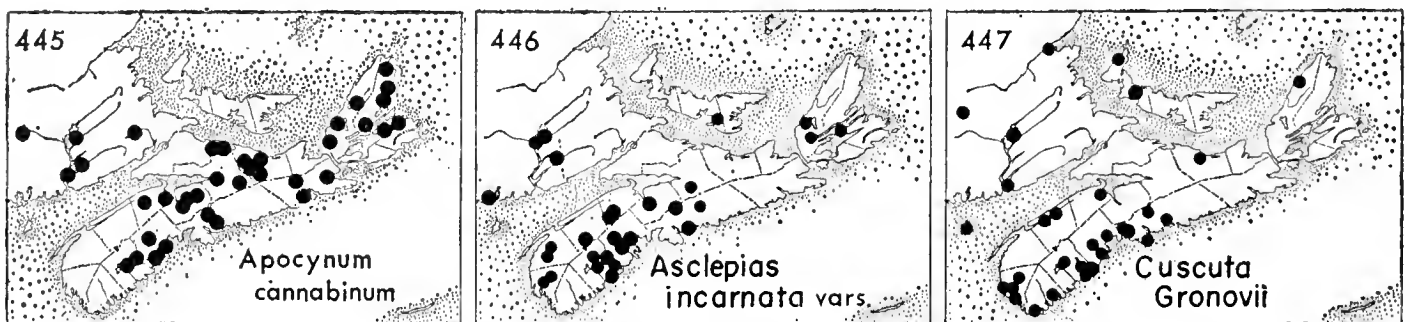 445
Apocynum
cannabinum
446
Asclepias
incarnata vars.
447
Cuscuta
Gronovii